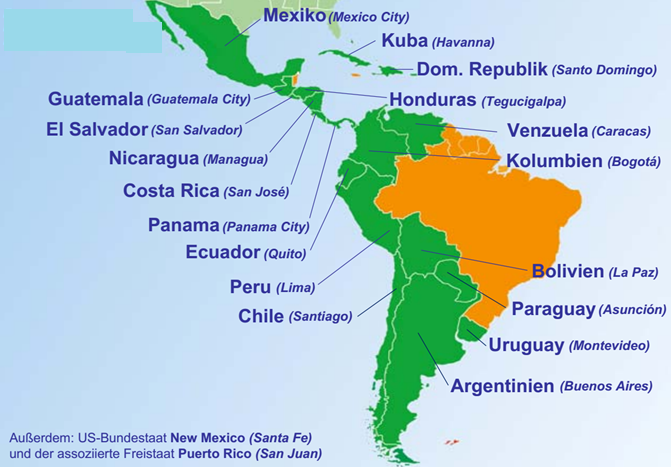 Mexiko (Mexico City)
Kuba (Havanna)
Dom. Republik (Santo Domingo)
Guatemala (Guatemala City)
Honduras (Tegucigalpa)
El Salvador (San Salvador)
Venzuela (Caracas)
Nicaragua (Managua)
Kolumbien (Bogotá)
Costa Rica (San José)
Panama (Panama City)
Ecuador (Quito)
Bolivien (La Paz)
Peru (Lima)
Paraguay (Asunción)
Chile (Santiago)
Uruguay (Montevideo)
Argentinien (Buenos Aires)
Außerdem: US-Bundestaat New Mexico (Santa Fe)
und der assoziierte Freistaat Puerto Rico (San Juan)